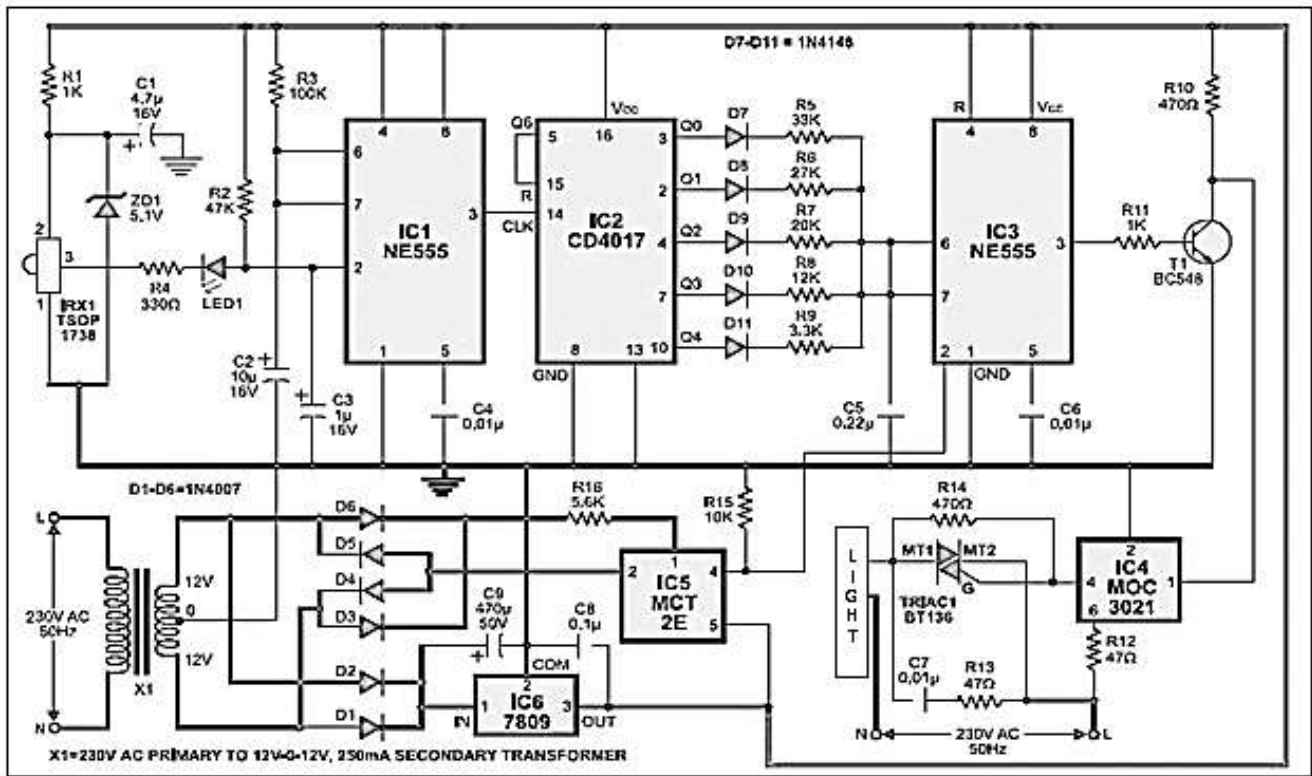 D7-D11 = 1N4148
R1
1K
C1
4.7µ
16V
R3
100K
R10
470Ω
ZD1
5.1V
R2
47K
4
8
6
7
3
2
1
5
IC1
NE555
Q5
5
15
R
14
CLK
Vcc
16
IC2
CD4017
8
13
GND
3
2
4
7
10
Q0
Q1
Q2
Q3
Q4
D7
D8
D9
D10
D11
R5
33K
R6
27K
R7
20K
R8
12K
R9
3.3K
R
4
Vcc
8
6
7
2
1
5
3
IC3
NE555
GND
R11
1K
T1
BC548
2
3
1
IRX1
TSOP
1738
R4
330Ω
LED1
C2
10µ
16V
C3
1µ
16V
C4
0.01µ
C5
0.22µ
C6
0.01µ
D1-D6=1N4007
L
230V AC
50Hz
N
X1
12V
0
12V
D6
D5
D4
D3
D2
D1
R16
5.6K
R15
10K
1
2
4
5
IC5
MCT
2E
C9
470µ
50V
C8
0.1µ
COM
2
1
3
IN
IC6
7809
OUT
LIGHT
R14
470Ω
MT1
MT2
G
TRIAC1
BT136
2
4
1
6
IC4
MOC
3021
R12
47Ω
C7
0.01µ
R13
47Ω
N
230V AC
50Hz
L
X1=230V AC PRIMARY TO 12V-0-12V, 250mA SECONDARY TRANSFORMER